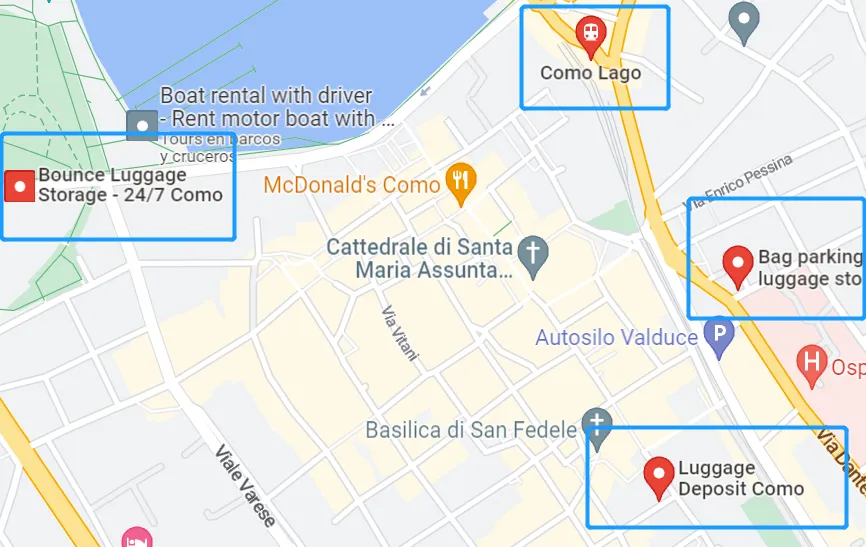 Como Lago
Boat rental with driver
- Rent motor boat with ...
Tours en barcos
y cruceros
Bounce Luggage
Storage - 24/7 Como
McDonald's Como
Via Enrico Pessina
Cattedrale di Santa
Maria Assunta...
Bag parking
luggage sto
Via Vitani
Autosilo Valduce
P
H
Osp
Basilica di San Fedele
Viale Varese
Luggage
Deposit Como
Via Dante